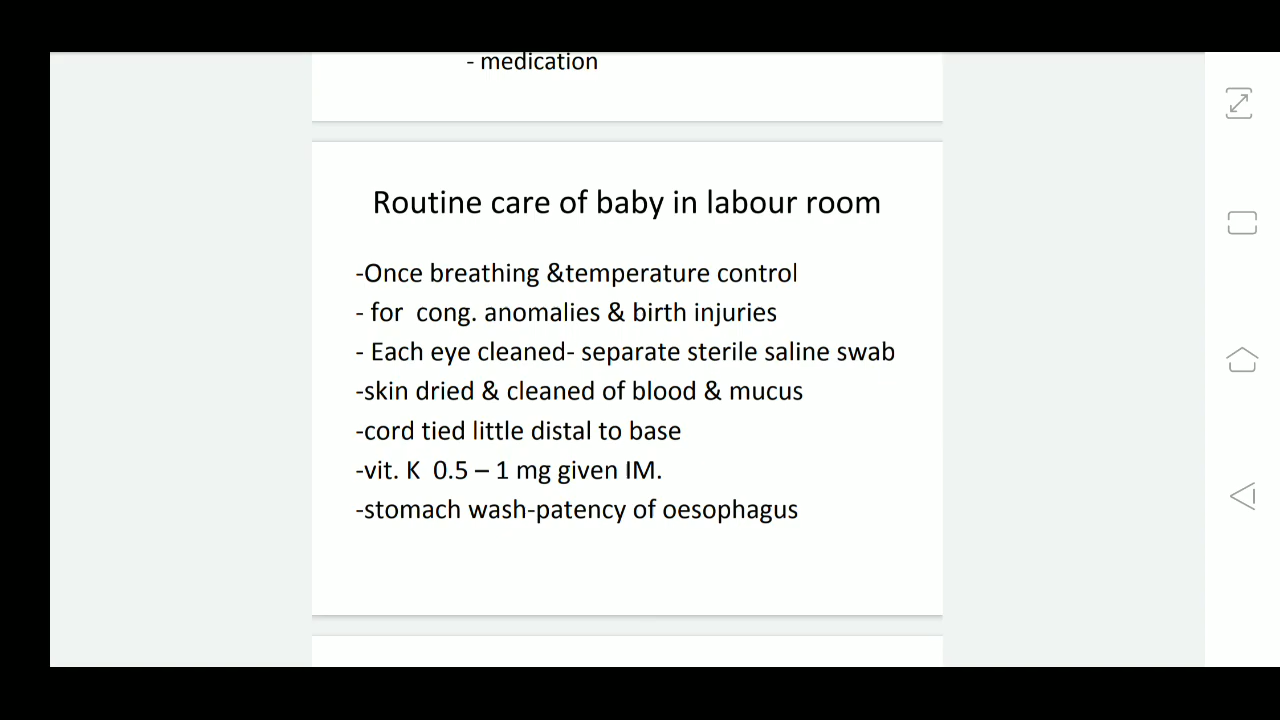 - medication
Routine care of baby in labour room
-Once breathing &temperature control
- for  cong. anomalies & birth injuries
- Each eye cleaned- separate sterile saline swab
-skin dried & cleaned of blood & mucus
-cord tied little distal to base
-vit. K  0.5 – 1 mg given IM.
-stomach wash-patency of oesophagus